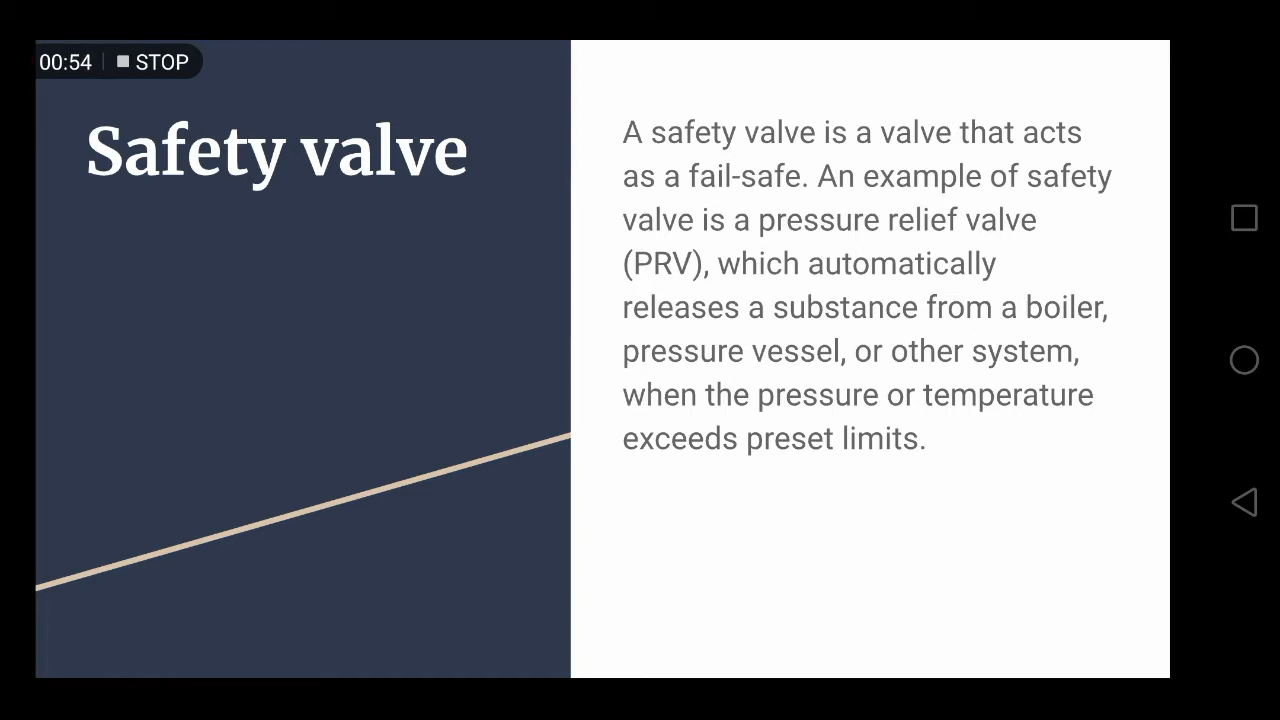 00:54 STOP
Safety valve
A safety valve is a valve that acts
as a fail-safe. An example of safety
valve is a pressure relief valve
(PRV), which automatically
releases a substance from a boiler,
pressure vessel, or other system,
when the pressure or temperature
exceeds preset limits.